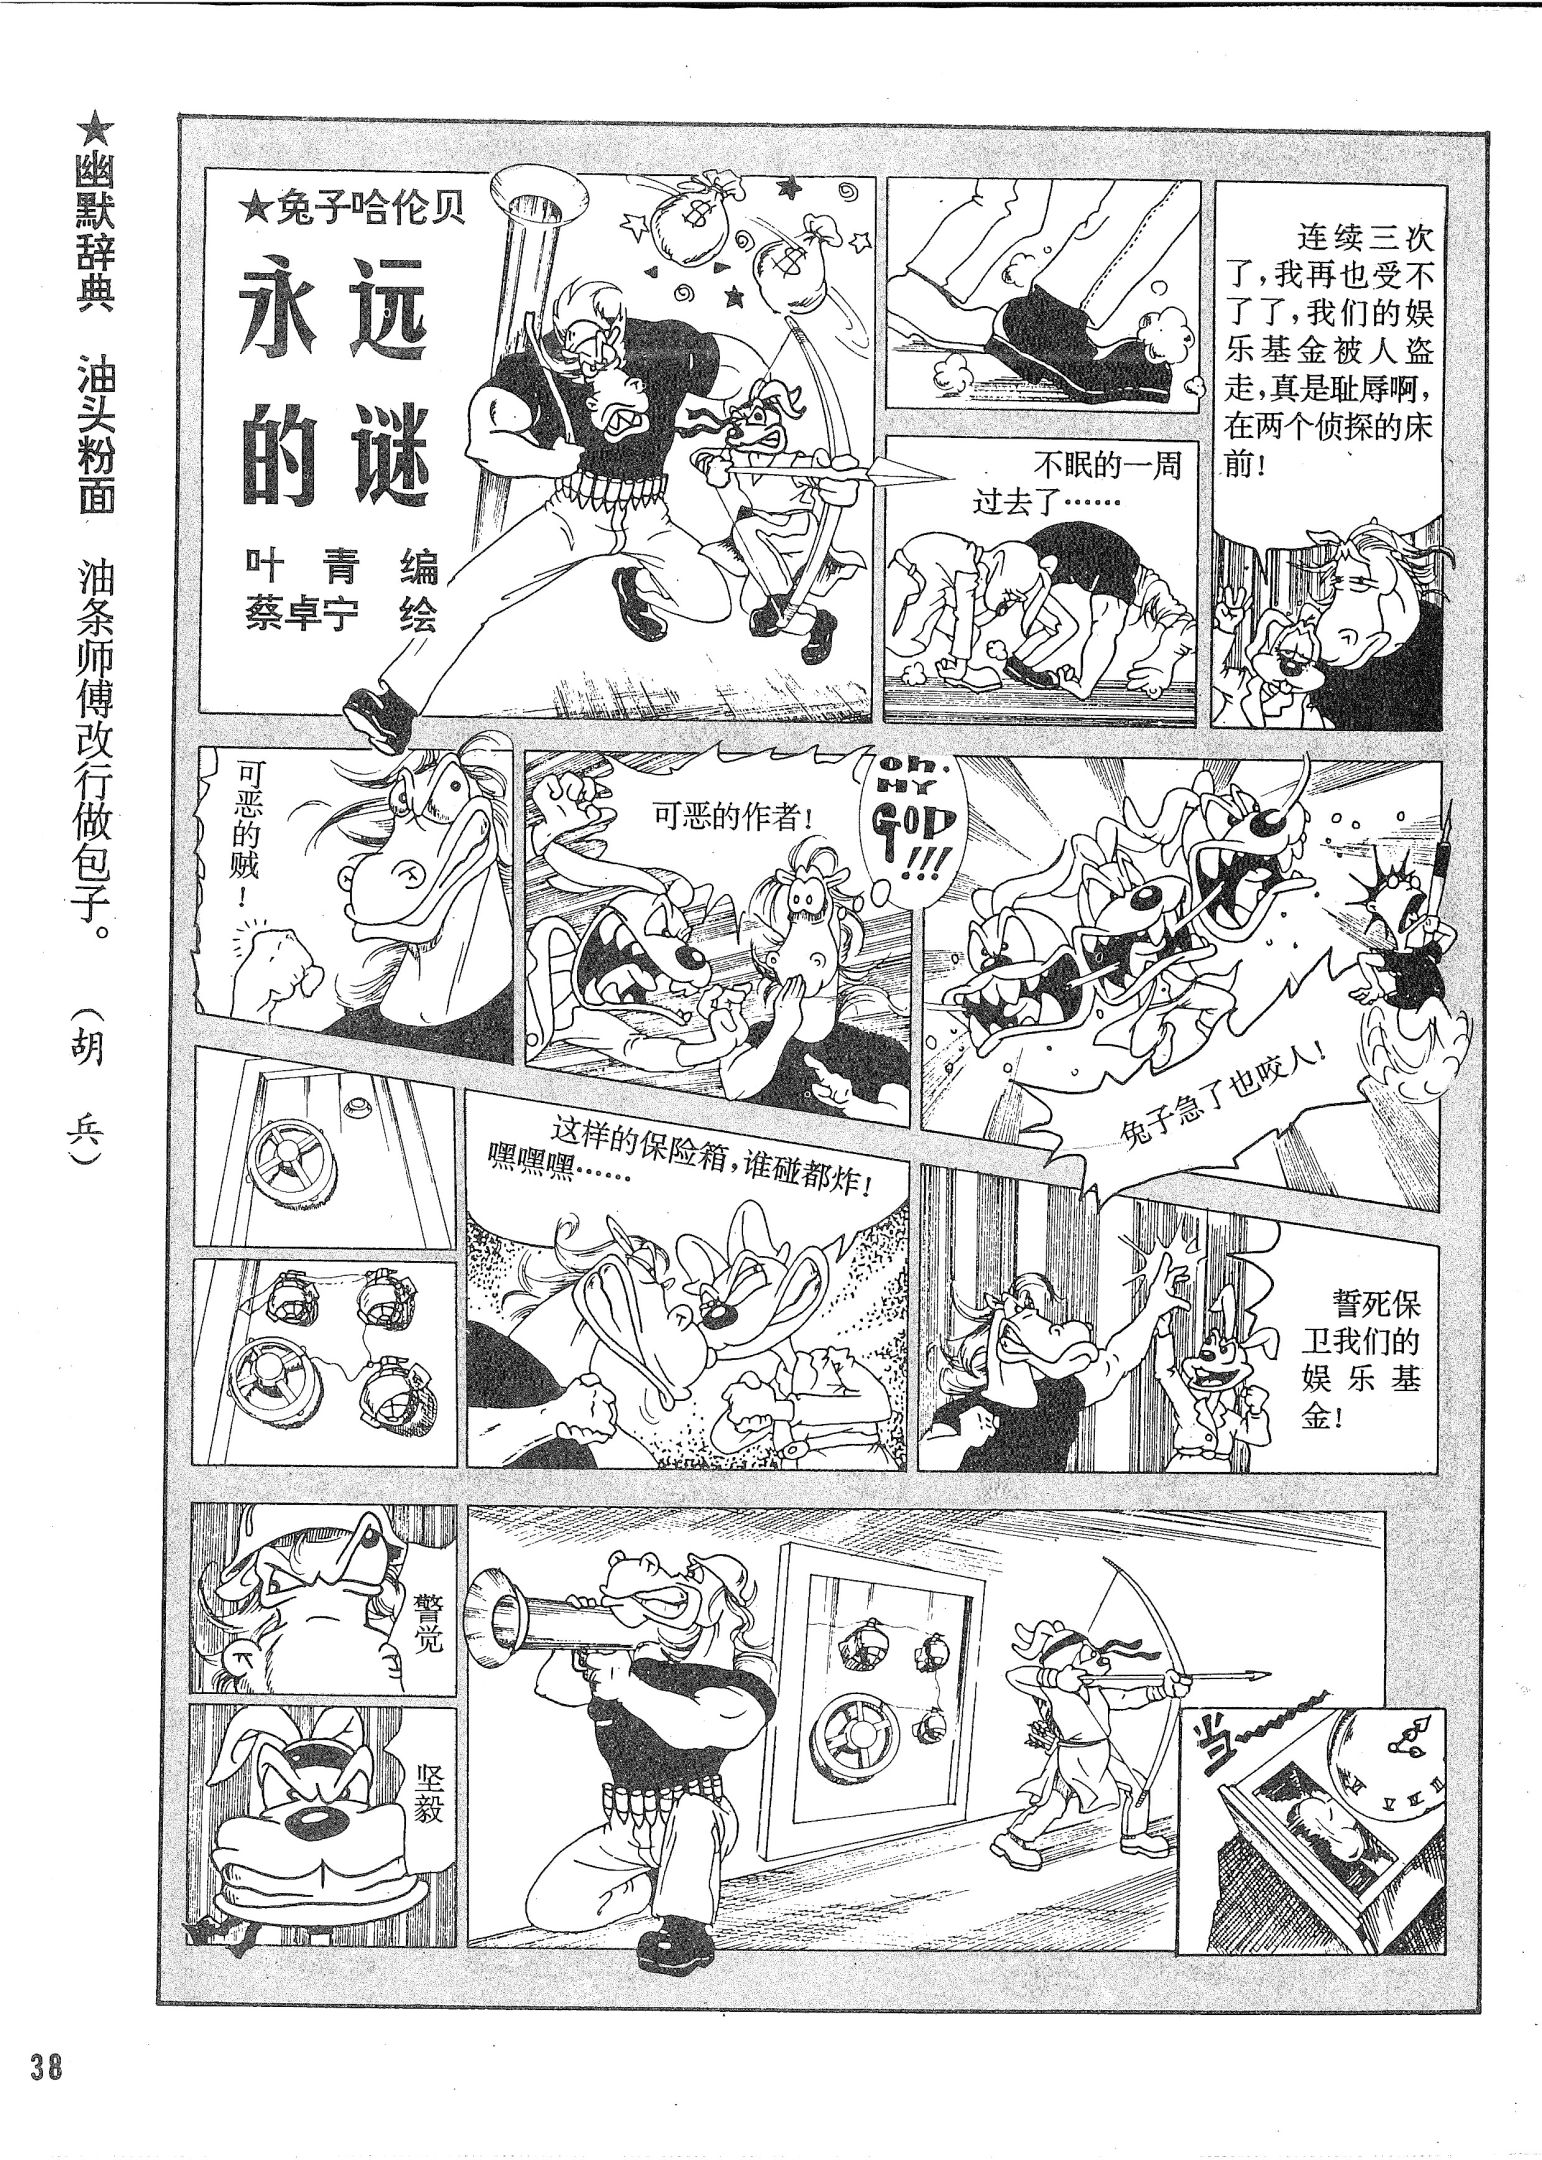 ★幽默辞典 油头粉面 油条师傅改行做包子。 (胡 兵)
★兔子哈伦贝
永远
的谜
叶 青 编
蔡卓宁 绘
不眠的一周
过去了……
连续三次
了,我再也受不
了了,我们的娱
乐基金被人盗
走,真是耻辱啊,
在两个侦探的床
前!
可恶的贼!
可恶的作者!
oh.
MY
GOD
!!!
兔子急了也咬人!
这样的保险箱,谁碰都炸!
嘿嘿嘿……
誓死保
卫我们的
娱乐基
金!
警觉
坚毅
当……
38